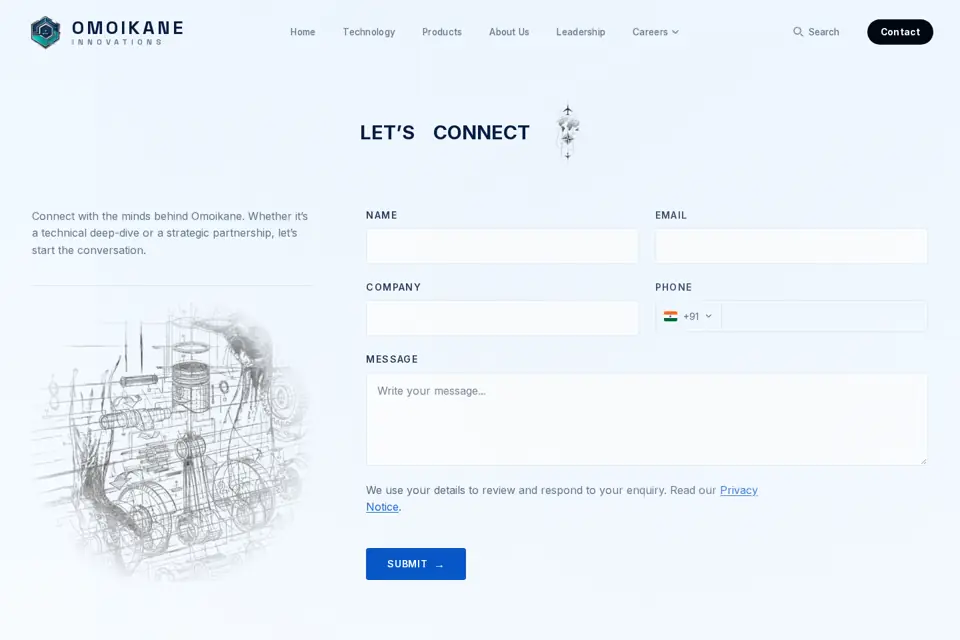 OMOIKANE
INNOVATIONS
Home
Technology
Products
About Us
Leadership
Careers
Search
Contact
LET’S CONNECT
Connect with the minds behind Omoikane. Whether it’s
a technical deep-dive or a strategic partnership, let’s
start the conversation.
NAME
EMAIL
COMPANY
PHONE
+91
MESSAGE
Write your message...
We use your details to review and respond to your enquiry. Read our Privacy
Notice.
SUBMIT →